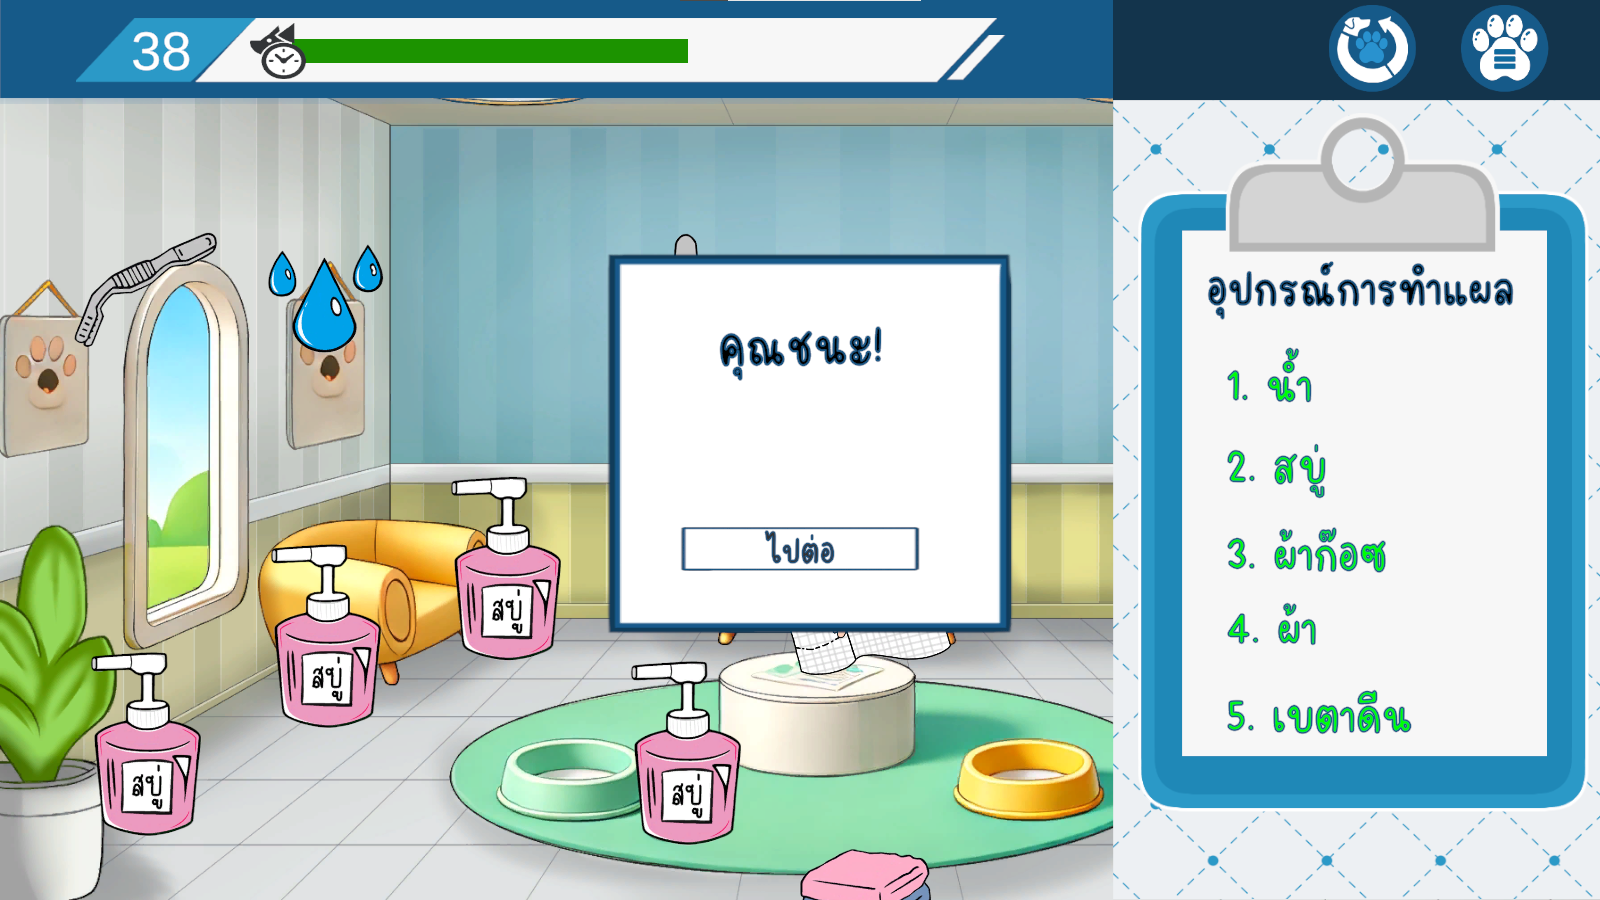 38
อุปกรณ์การทำแผล
1. น้ำ
2. สบู่
3. ผ้าก๊อซ
4. ผ้า
5. เบตาดีน
คุณชนะ!
ไปต่อ
สบู่
สบู่
สบู่
สบู่